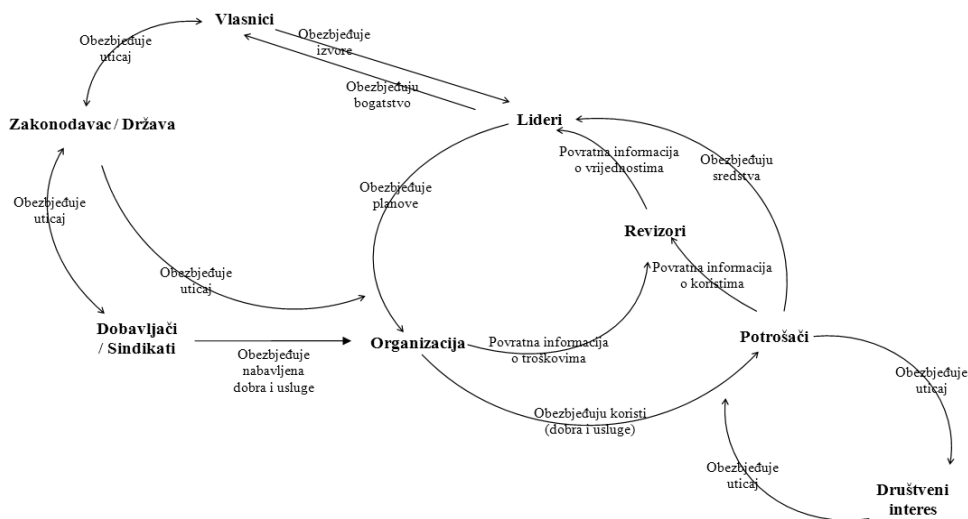 Vlasnici
Obezbjeđuje
uticaj
Obezbjeđuje
izvore
Obezbjeđuju
bogatstvo
Zakonodavac / Država
Lideri
Povratna informacija
o vrijednostima
Obezbjeđuju
sredstva
Obezbjeđuje
planove
Obezbjeđuje
uticaj
Revizori
Obezbjeđuje
uticaj
Povratna informacija
o koristima
Dobavljači
/ Sindikati
Organizacija
Povratna informacija
o troškovima
Potrošači
Obezbjeđuje
nabavljena
dobra i usluge
Obezbjeđuje
uticaj
Obezbjeđuju koristi
(dobra i usluge)
Obezbjeđuje
uticaj
Društveni
interes